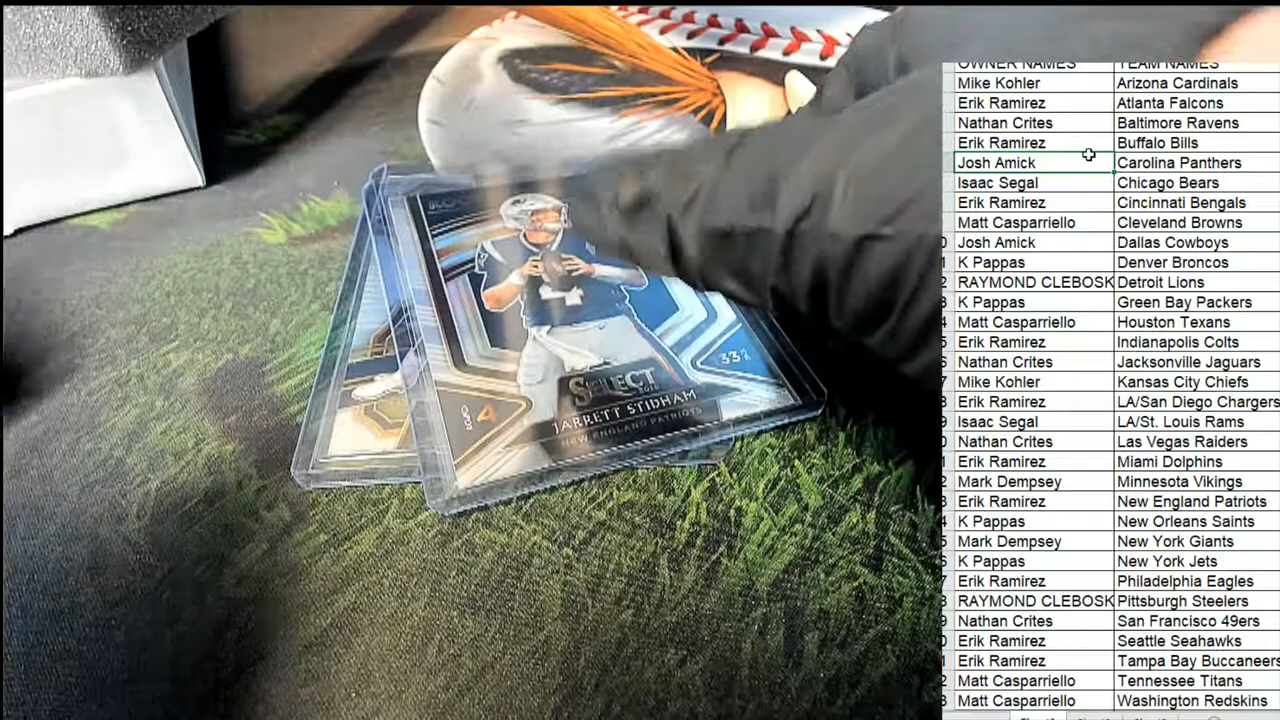 SELECT
JARRETT STIDHAM
NEW ENGLAND PATRIOTS
4
OWNER NAMES TEAM NAMES
Mike Kohler Arizona Cardinals
Erik Ramirez Atlanta Falcons
Nathan Crites Baltimore Ravens
Erik Ramirez Buffalo Bills
Josh Amick Carolina Panthers
Isaac Segal Chicago Bears
Erik Ramirez Cincinnati Bengals
Matt Casparriello Cleveland Browns
Josh Amick Dallas Cowboys
K Pappas Denver Broncos
RAYMOND CLEBOSK Detroit Lions
K Pappas Green Bay Packers
Matt Casparriello Houston Texans
Erik Ramirez Indianapolis Colts
Nathan Crites Jacksonville Jaguars
Mike Kohler Kansas City Chiefs
Erik Ramirez LA/San Diego Chargers
Isaac Segal LA/St. Louis Rams
Nathan Crites Las Vegas Raiders
Erik Ramirez Miami Dolphins
Mark Dempsey Minnesota Vikings
Erik Ramirez New England Patriots
K Pappas New Orleans Saints
Mark Dempsey New York Giants
K Pappas New York Jets
Erik Ramirez Philadelphia Eagles
RAYMOND CLEBOSK Pittsburgh Steelers
Nathan Crites San Francisco 49ers
Erik Ramirez Seattle Seahawks
Erik Ramirez Tampa Bay Buccaneers
Matt Casparriello Tennessee Titans
Matt Casparriello Washington Redskins